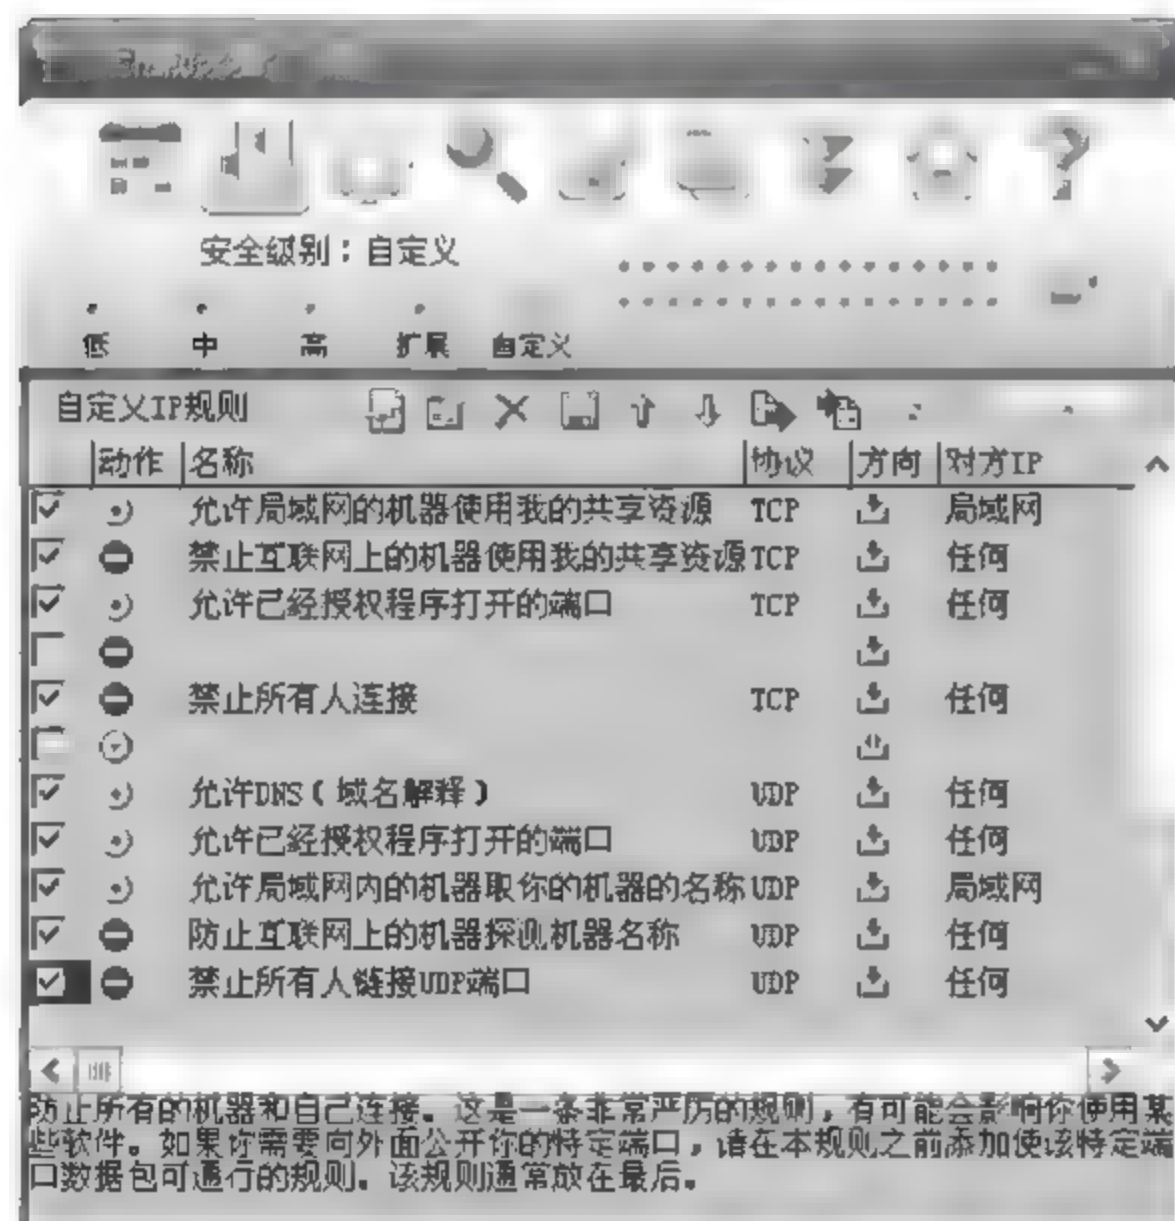 安全级别：自定义
低 中 高 扩展 自定义
自定义IP规则
动作 名称 协议 方向 对方IP
允许局域网的机器使用我的共享资源 TCP 局域网
禁止互联网上的机器使用我的共享资源 TCP 任何
允许已经授权程序打开的端口 TCP 任何
禁止所有人连接 TCP 任何
允许DNS（域名解释） UDP 任何
允许已经授权程序打开的端口 UDP 任何
允许局域网内的机器取你的机器的名称 UDP 局域网
防止互联网上的机器探测机器名称 UDP 任何
禁止所有人链接UDP端口 UDP 任何
防止所有的机器和自己连接。这是一条非常严厉的规则，有可能会影响你使用某
些软件。如果你需要向外面公开你的特定端口，请在本规则之前添加使该特定端
口数据包可通行的规则。该规则通常放在最后。